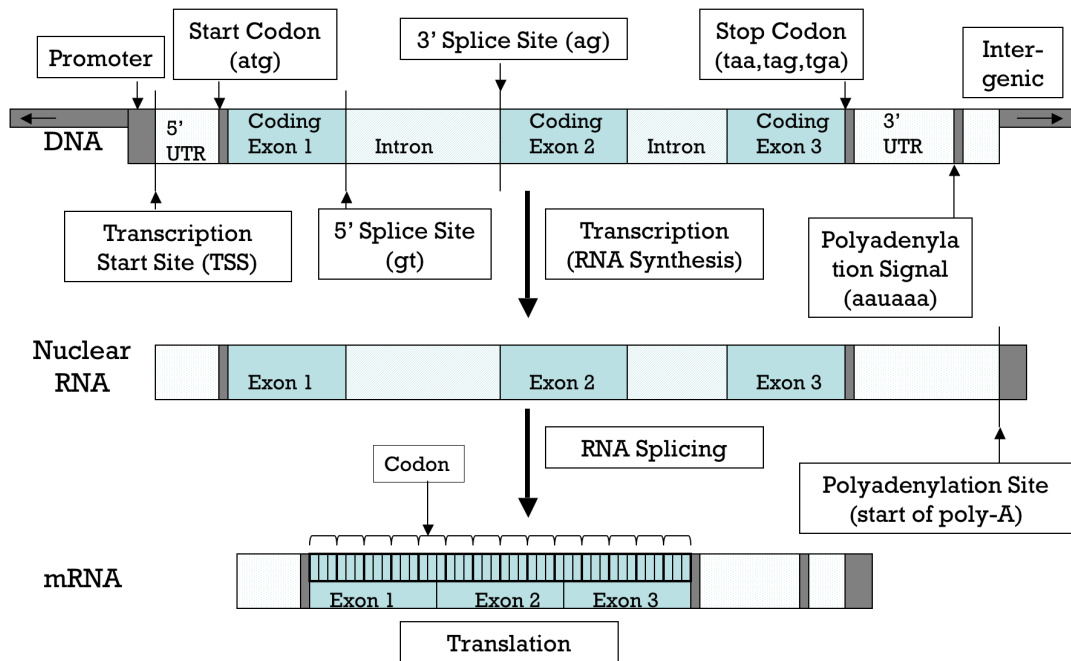 Promoter
Start Codon
(atg)
3’ Splice Site (ag)
Stop Codon
(taa,tag,tga)
Inter-
genic
DNA
5’
UTR
Coding
Exon 1
Intron
Coding
Exon 2
Intron
Coding
Exon 3
3’
UTR
Transcription
Start Site (TSS)
5’ Splice Site
(gt)
Transcription
(RNA Synthesis)
Polyadenyla
tion Signal
(aauaaa)
Nuclear
RNA
Exon 1
Exon 2
Exon 3
Codon
RNA Splicing
Polyadenylation Site
(start of poly-A)
mRNA
Exon 1
Exon 2
Exon 3
Translation